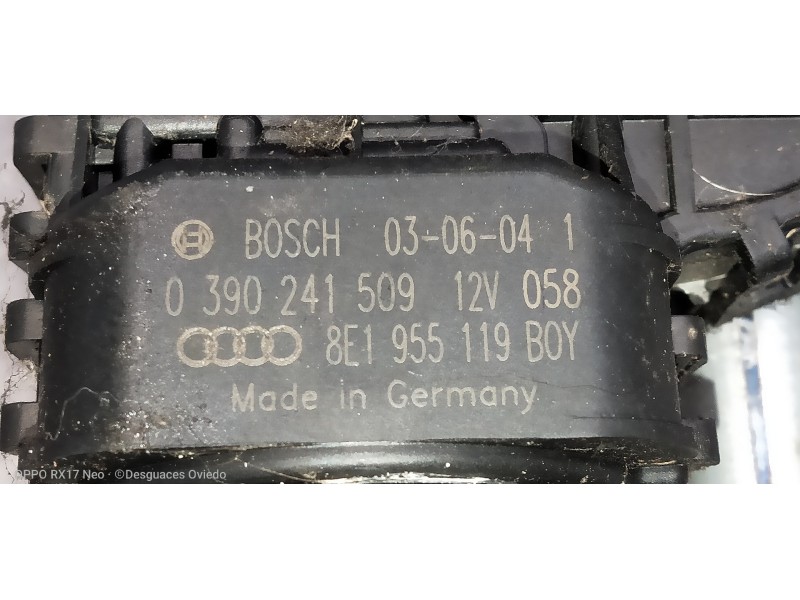 BOSCH 03-06-04 1
0 390 241 509 12V 058
8E1 955 119 BOY
Made in Germany
OPPO RX17 Neo · ©Desguaces Oviedo